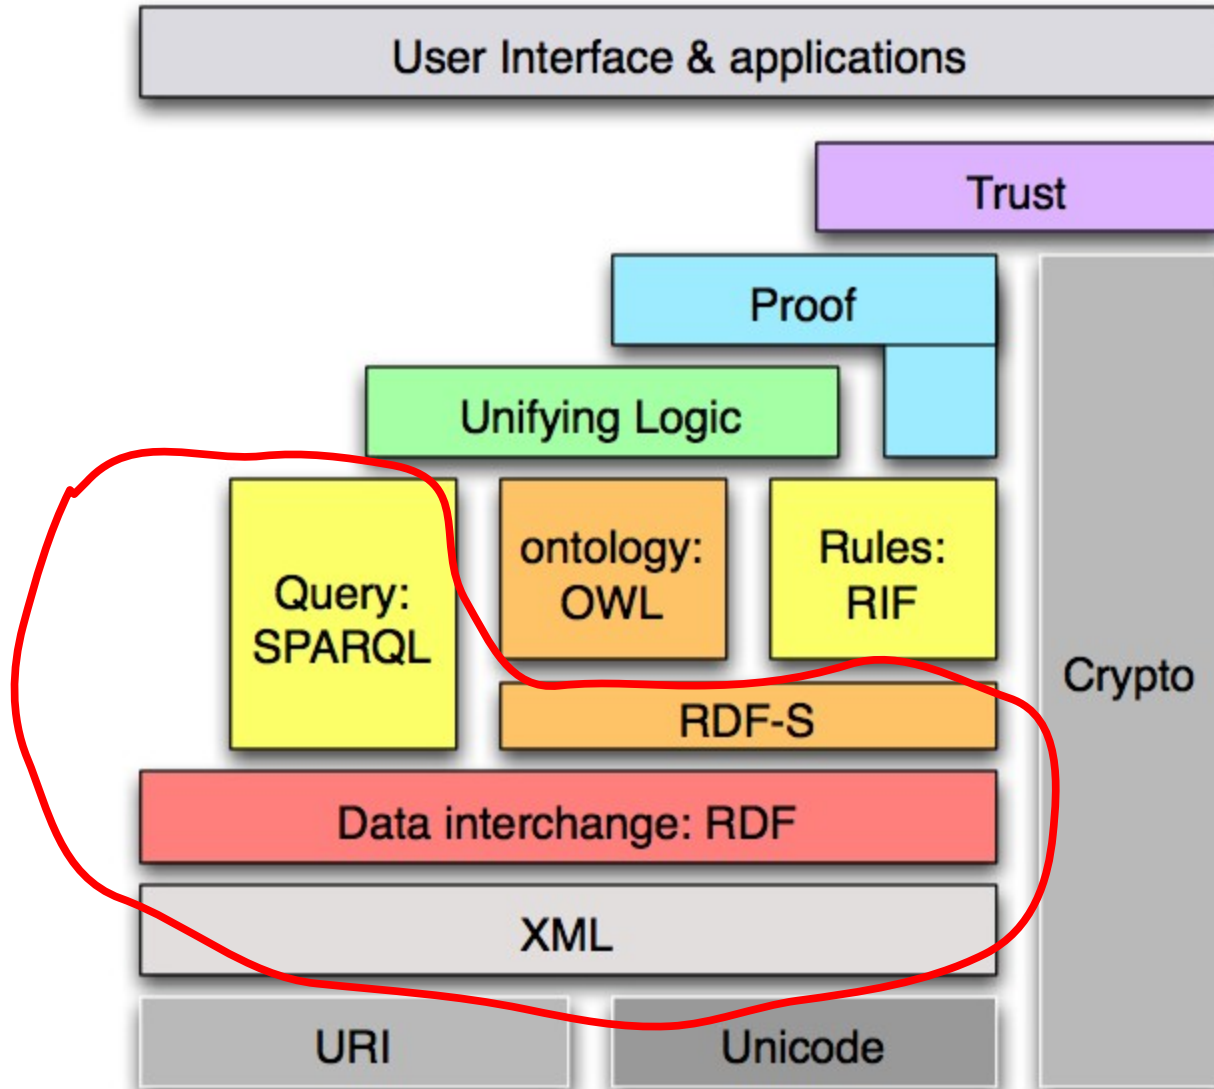 User Interface & applications
Trust
Proof
Unifying Logic
Query:
SPARQL
ontology:
OWL
Rules:
RIF
Crypto
RDF-S
Data interchange: RDF
XML
URI
Unicode